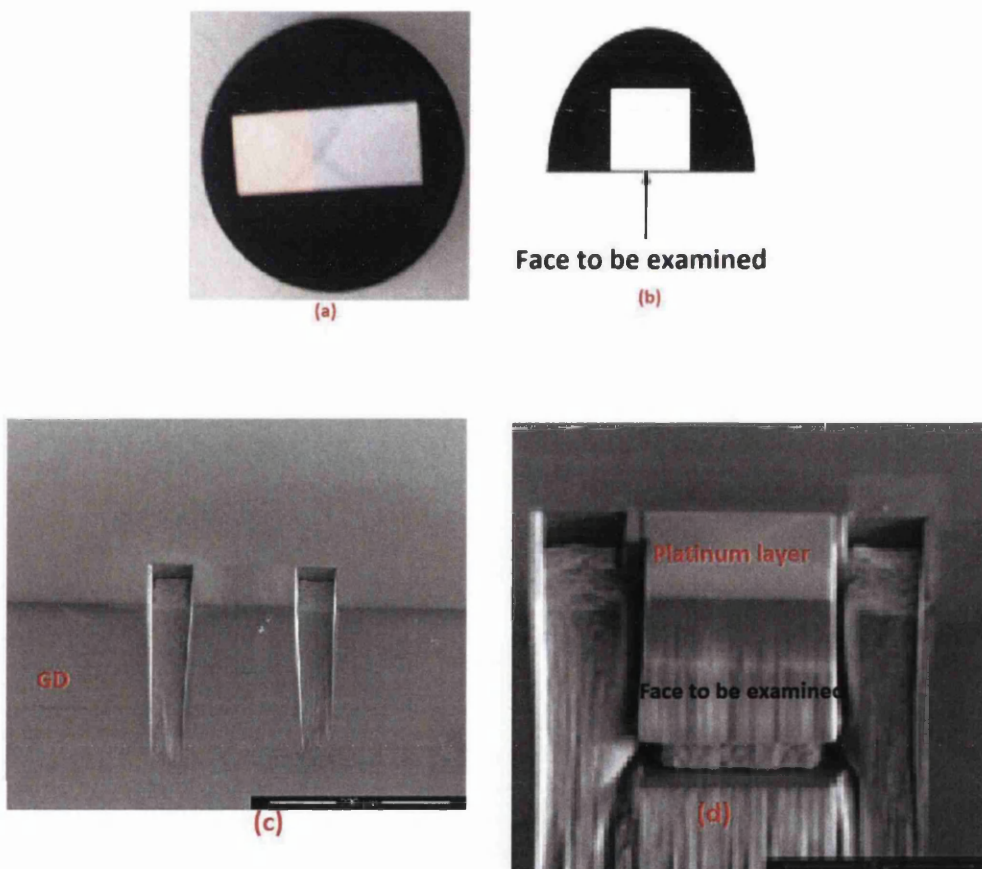 Face to be examined
(a)
(b)
GD
(c)
Platinum layer
Face to be examined
(d)